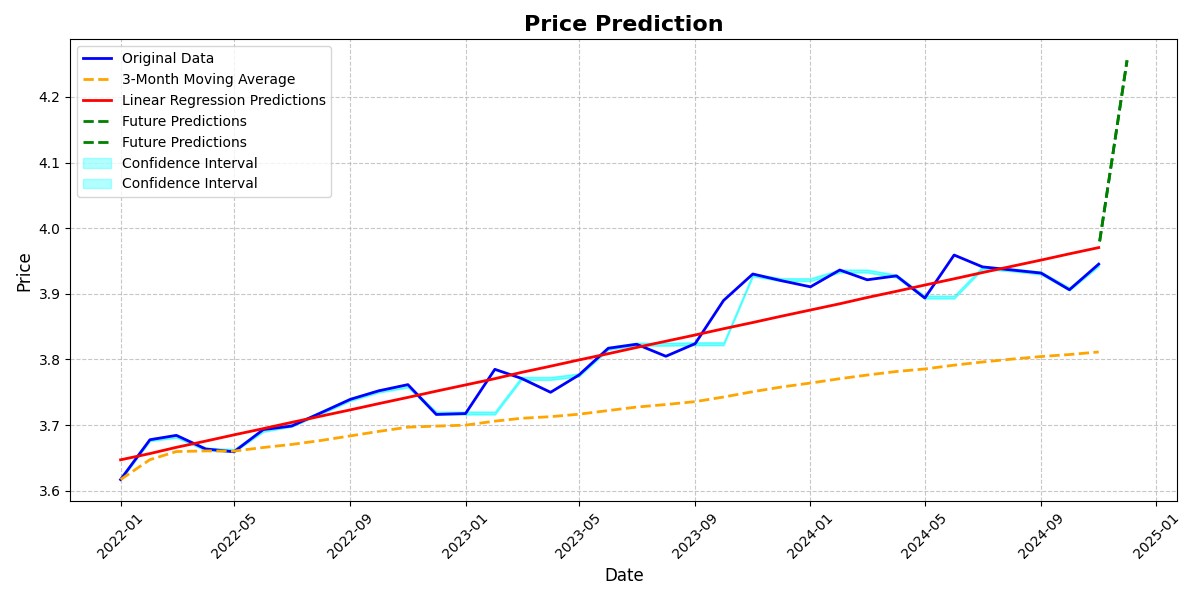 Price Prediction
Original Data
3-Month Moving Average
Linear Regression Predictions
Future Predictions
Future Predictions
Confidence Interval
Confidence Interval
4.2
4.1
4.0
3.9
3.8
3.7
3.6
Price
2022-01
2022-05
2022-09
2023-01
2023-05
2023-09
2024-01
2024-05
2024-09
2025-01
Date